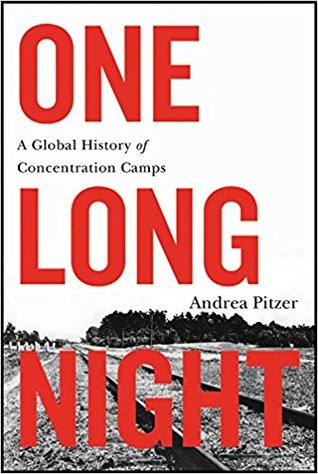 ONE
A Global History of
Concentration Camps
LONG
Andrea Pitzer
NIGHT